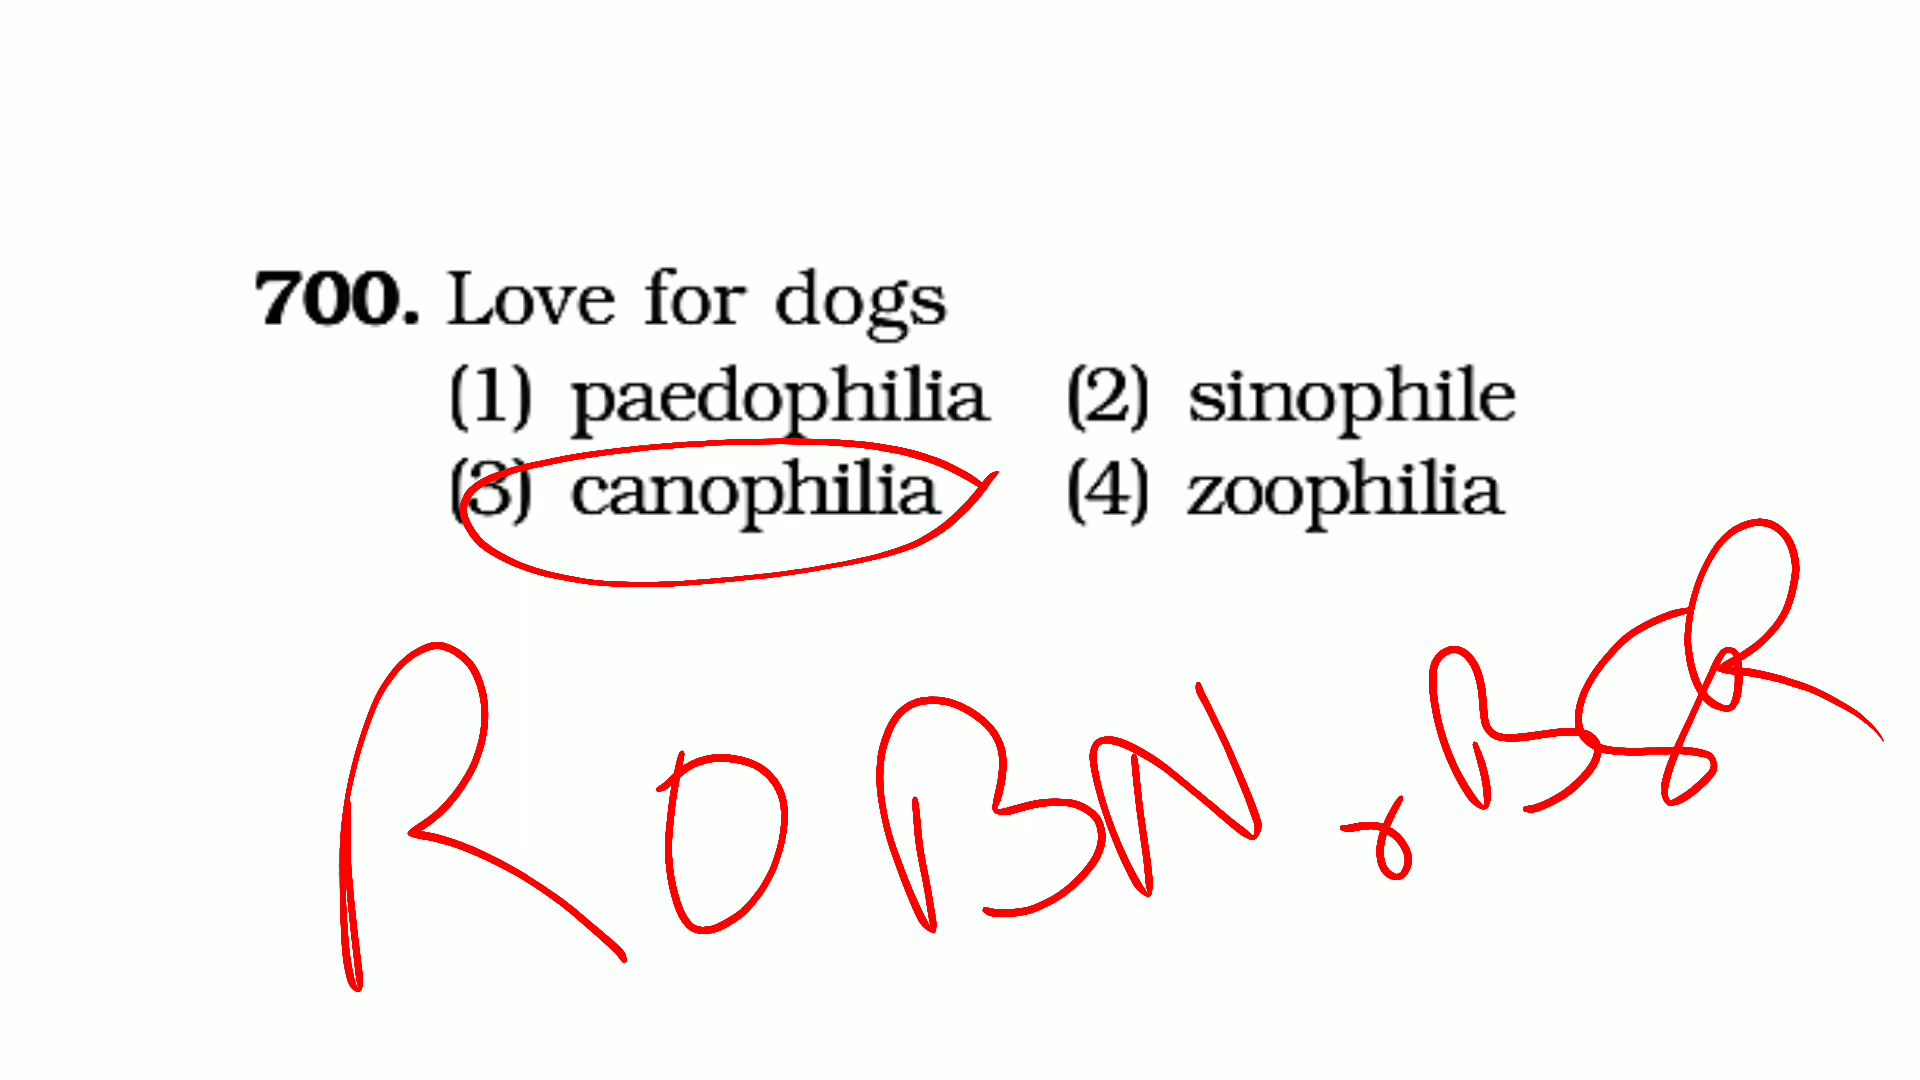 700. Love for dogs
(1) paedophilia (2) sinophile
(3) canophilia (4) zoophilia
ROBN